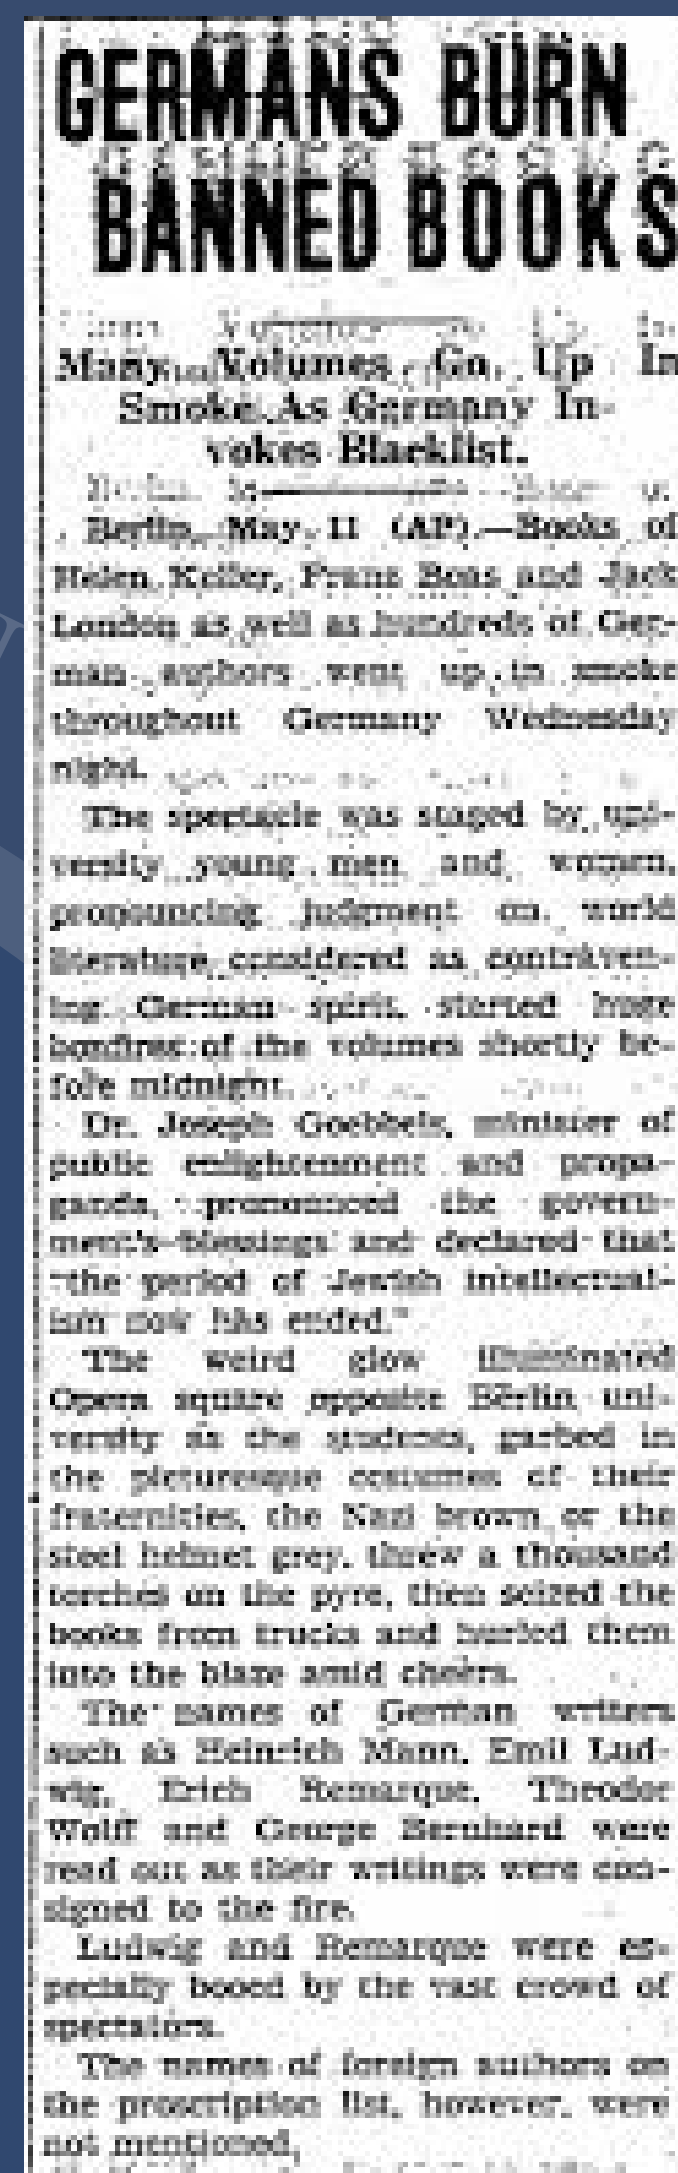 GERMANS BURN
BANNED BOOKS
Many Volumes Go Up In
Smoke As Germany In-
vokes Blacklist.
Berlin, May 11 (AP).—Books of
Helen Keller, Franz Boas and Jack
London as well as hundreds of Ger-
man authors went up in smoke
throughout Germany Wednesday
night.
The spectacle was staged by uni-
versity young men and women,
pronouncing judgment on world
literature considered as contraven-
ing German spirit, started huge
bonfires of the volumes shortly be-
fore midnight.
Dr. Joseph Goebbels, minister of
public enlightenment and propa-
ganda, pronounced the govern-
ment's blessings and declared that
"the period of Jewish intellectual-
ism now has ended."
The weird glow illuminated
Opera square opposite Berlin uni-
versity as the students, garbed in
the picturesque costumes of their
fraternities, the Nazi brown or the
steel helmet grey, threw a thousand
torches on the pyre, then seized the
books from trucks and hurled them
into the blaze amid cheers.
The names of German writers
such as Heinrich Mann, Emil Lud-
wig, Erich Remarque, Theodor
Wolff and George Bernhard were
read out as their writings were con-
signed to the fire.
Ludwig and Remarque were es-
pecially booed by the vast crowd of
spectators.
The names of foreign authors on
the proscription list, however, were
not mentioned.